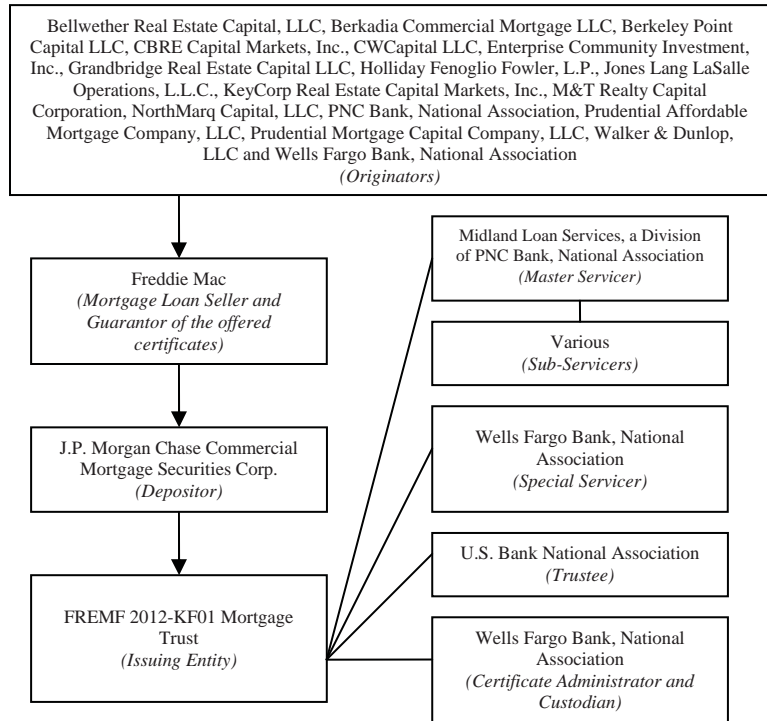 Bellwether Real Estate Capital, LLC, Berkadia Commercial Mortgage LLC, Berkeley Point
Capital LLC, CBRE Capital Markets, Inc., CWCapital LLC, Enterprise Community Investment,
Inc., Grandbridge Real Estate Capital LLC, Holliday Fenoglio Fowler, L.P., Jones Lang LaSalle
Operations, L.L.C., KeyCorp Real Estate Capital Markets, Inc., M&T Realty Capital
Corporation, NorthMarq Capital, LLC, PNC Bank, National Association, Prudential Affordable
Mortgage Company, LLC, Prudential Mortgage Capital Company, LLC, Walker & Dunlop,
LLC and Wells Fargo Bank, National Association
(Originators)
Freddie Mac
(Mortgage Loan Seller and
Guarantor of the offered
certificates)
J.P. Morgan Chase Commercial
Mortgage Securities Corp.
(Depositor)
FREMF 2012-KF01 Mortgage
Trust
(Issuing Entity)
Midland Loan Services, a Division
of PNC Bank, National Association
(Master Servicer)
Various
(Sub-Servicers)
Wells Fargo Bank, National
Association
(Special Servicer)
U.S. Bank National Association
(Trustee)
Wells Fargo Bank, National
Association
(Certificate Administrator and
Custodian)